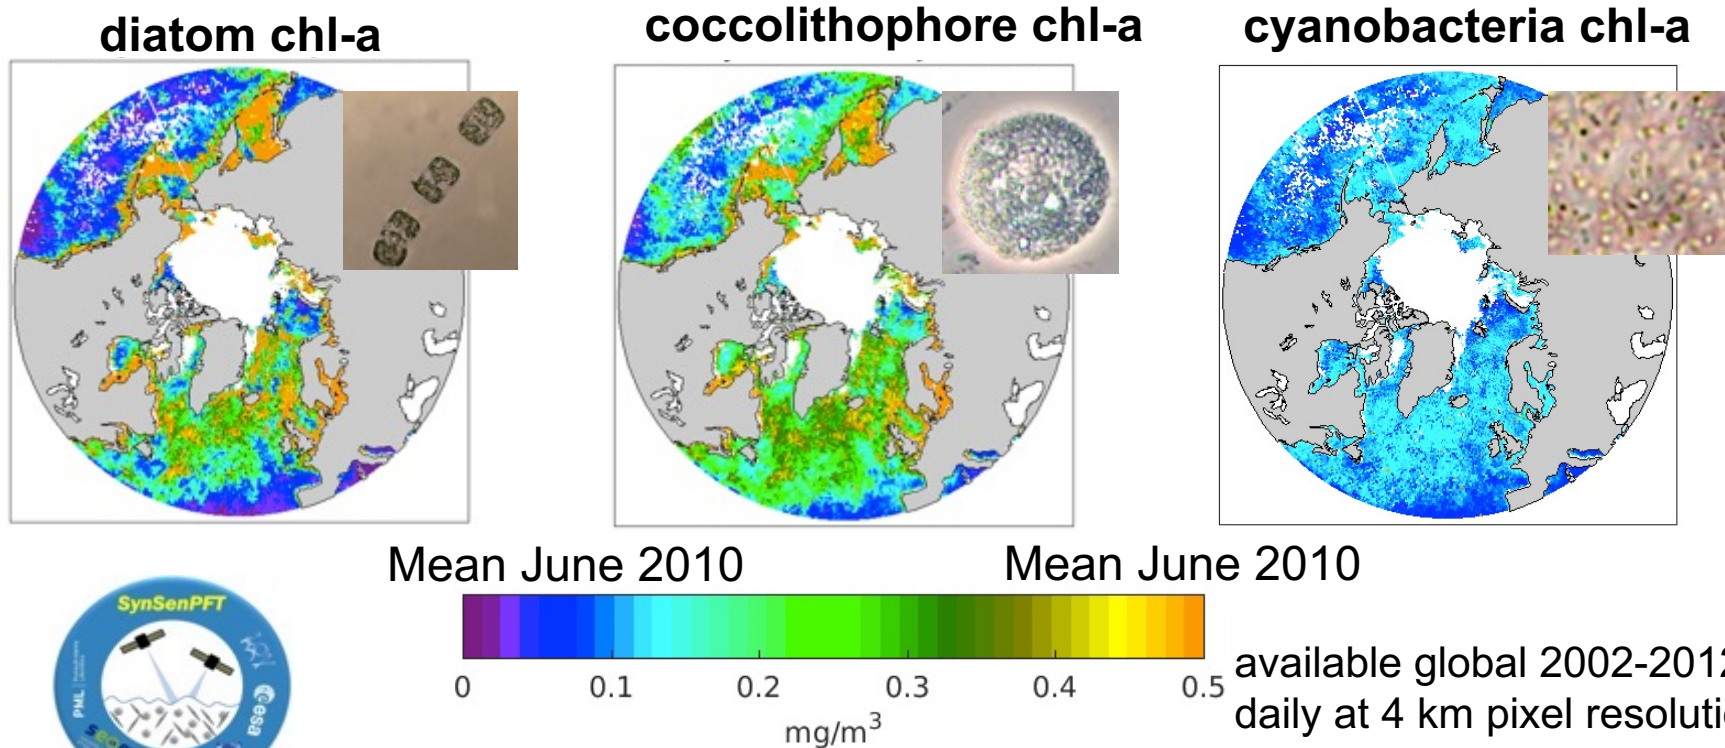 diatom chl-a
coccolithophore chl-a
cyanobacteria chl-a
Mean June 2010
Mean June 2010
0 0.1 0.2 0.3 0.4 0.5
mg/m³
available global 2002-2012
daily at 4 km pixel resoluti
SynSenPFT
PML
esa